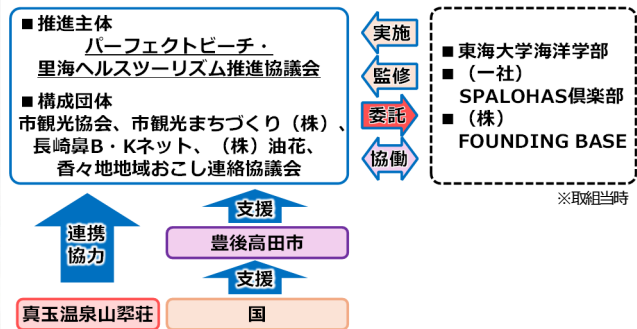 ■推進主体
パーフェクトビーチ・
里海ヘルスツーリズム推進協議会
■構成団体
市観光協会、市観光まちづくり（株）、
長崎鼻B・Kネット、（株）油花、
香々地地域おこし連絡協議会
実施
監修
委託
協働
■東海大学海洋学部
■（一社）
SPALOHAS倶楽部
■（株）
FOUNDING BASE
※取組当時
連携
協力
支援
豊後高田市
支援
真玉温泉山翠荘
国